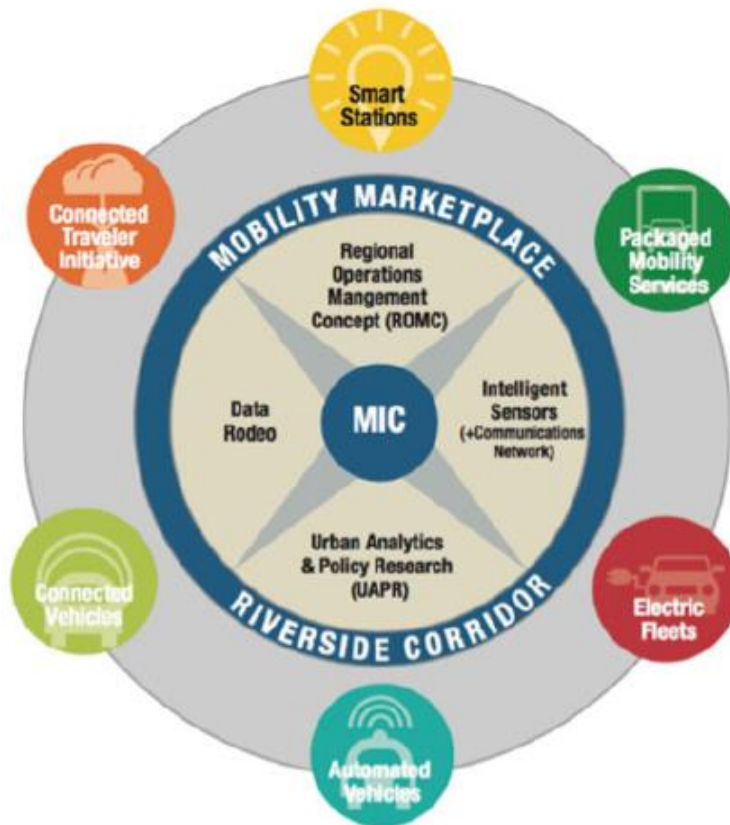 Smart
Stations
Connected
Traveler
Initiative
Packaged
Mobility
Services
MOBILITY MARKETPLACE
Regional
Operations
Mangement
Concept (ROMC)
Data
Rodeo
MIC
Intelligent
Sensors
(+Communications
Network)
Urban Analytics
& Policy Research
(UAPR)
RIVERSIDE CORRIDOR
Connected
Vehicles
Electric
Fleets
Automated
Vehicles